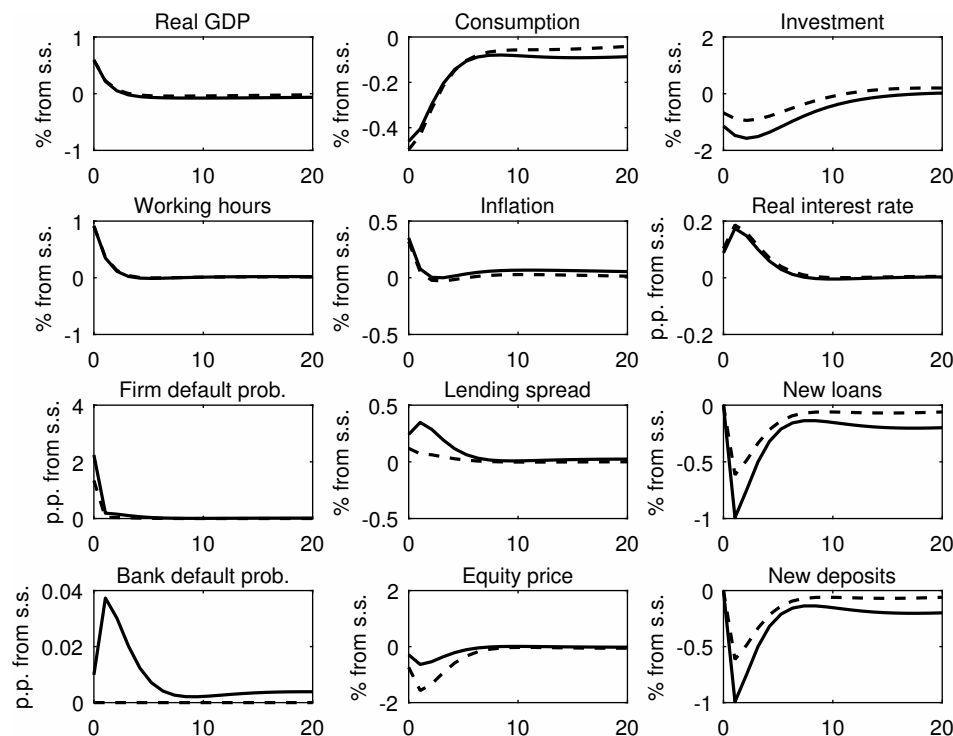 Real GDP
% from s.s.
1
0
-1
0 10 20
Consumption
% from s.s.
0
-0.2
-0.4
0 10 20
Investment
% from s.s.
2
0
-2
0 10 20
Working hours
% from s.s.
1
0
-1
0 10 20
Inflation
% from s.s.
0.5
0
-0.5
0 10 20
Real interest rate
p.p. from s.s.
0.2
0
-0.2
0 10 20
Firm default prob.
p.p. from s.s.
4
2
0
0 10 20
Lending spread
% from s.s.
0.5
0
-0.5
0 10 20
New loans
% from s.s.
0
-0.5
-1
0 10 20
Bank default prob.
p.p. from s.s.
0.04
0.02
0
0 10 20
Equity price
% from s.s.
2
0
-2
0 10 20
New deposits
% from s.s.
0
-0.5
-1
0 10 20